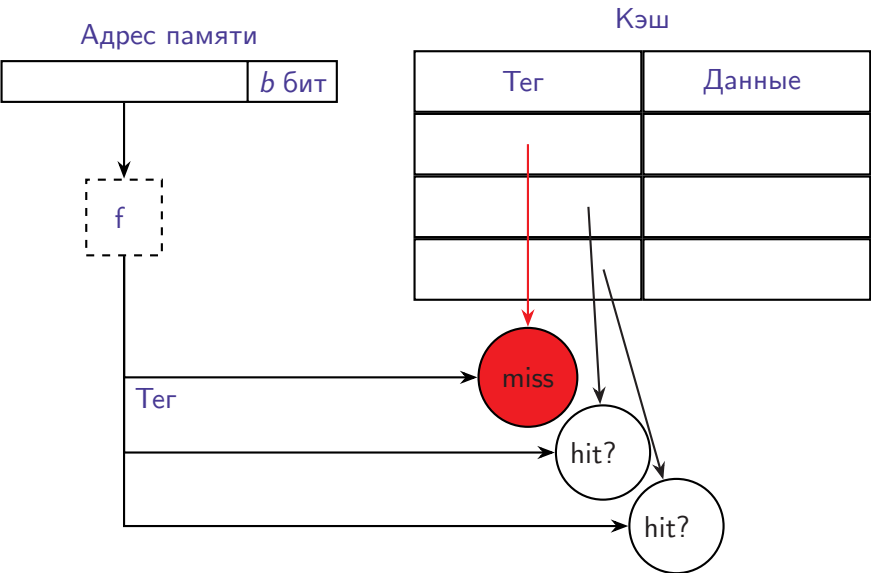 Кэш
Адрес памяти
b бит
Тег
Данные
f
miss
Тег
hit?
hit?